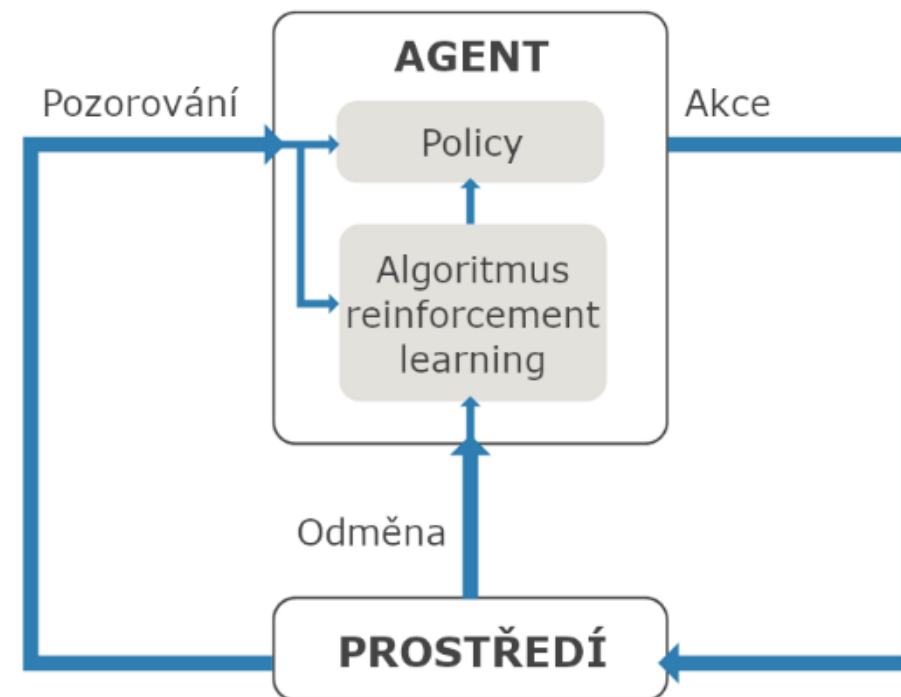 AGENT
Pozorování
Akce
Policy
Algoritmus
reinforcement
learning
Odměna
PROSTŘEDÍ